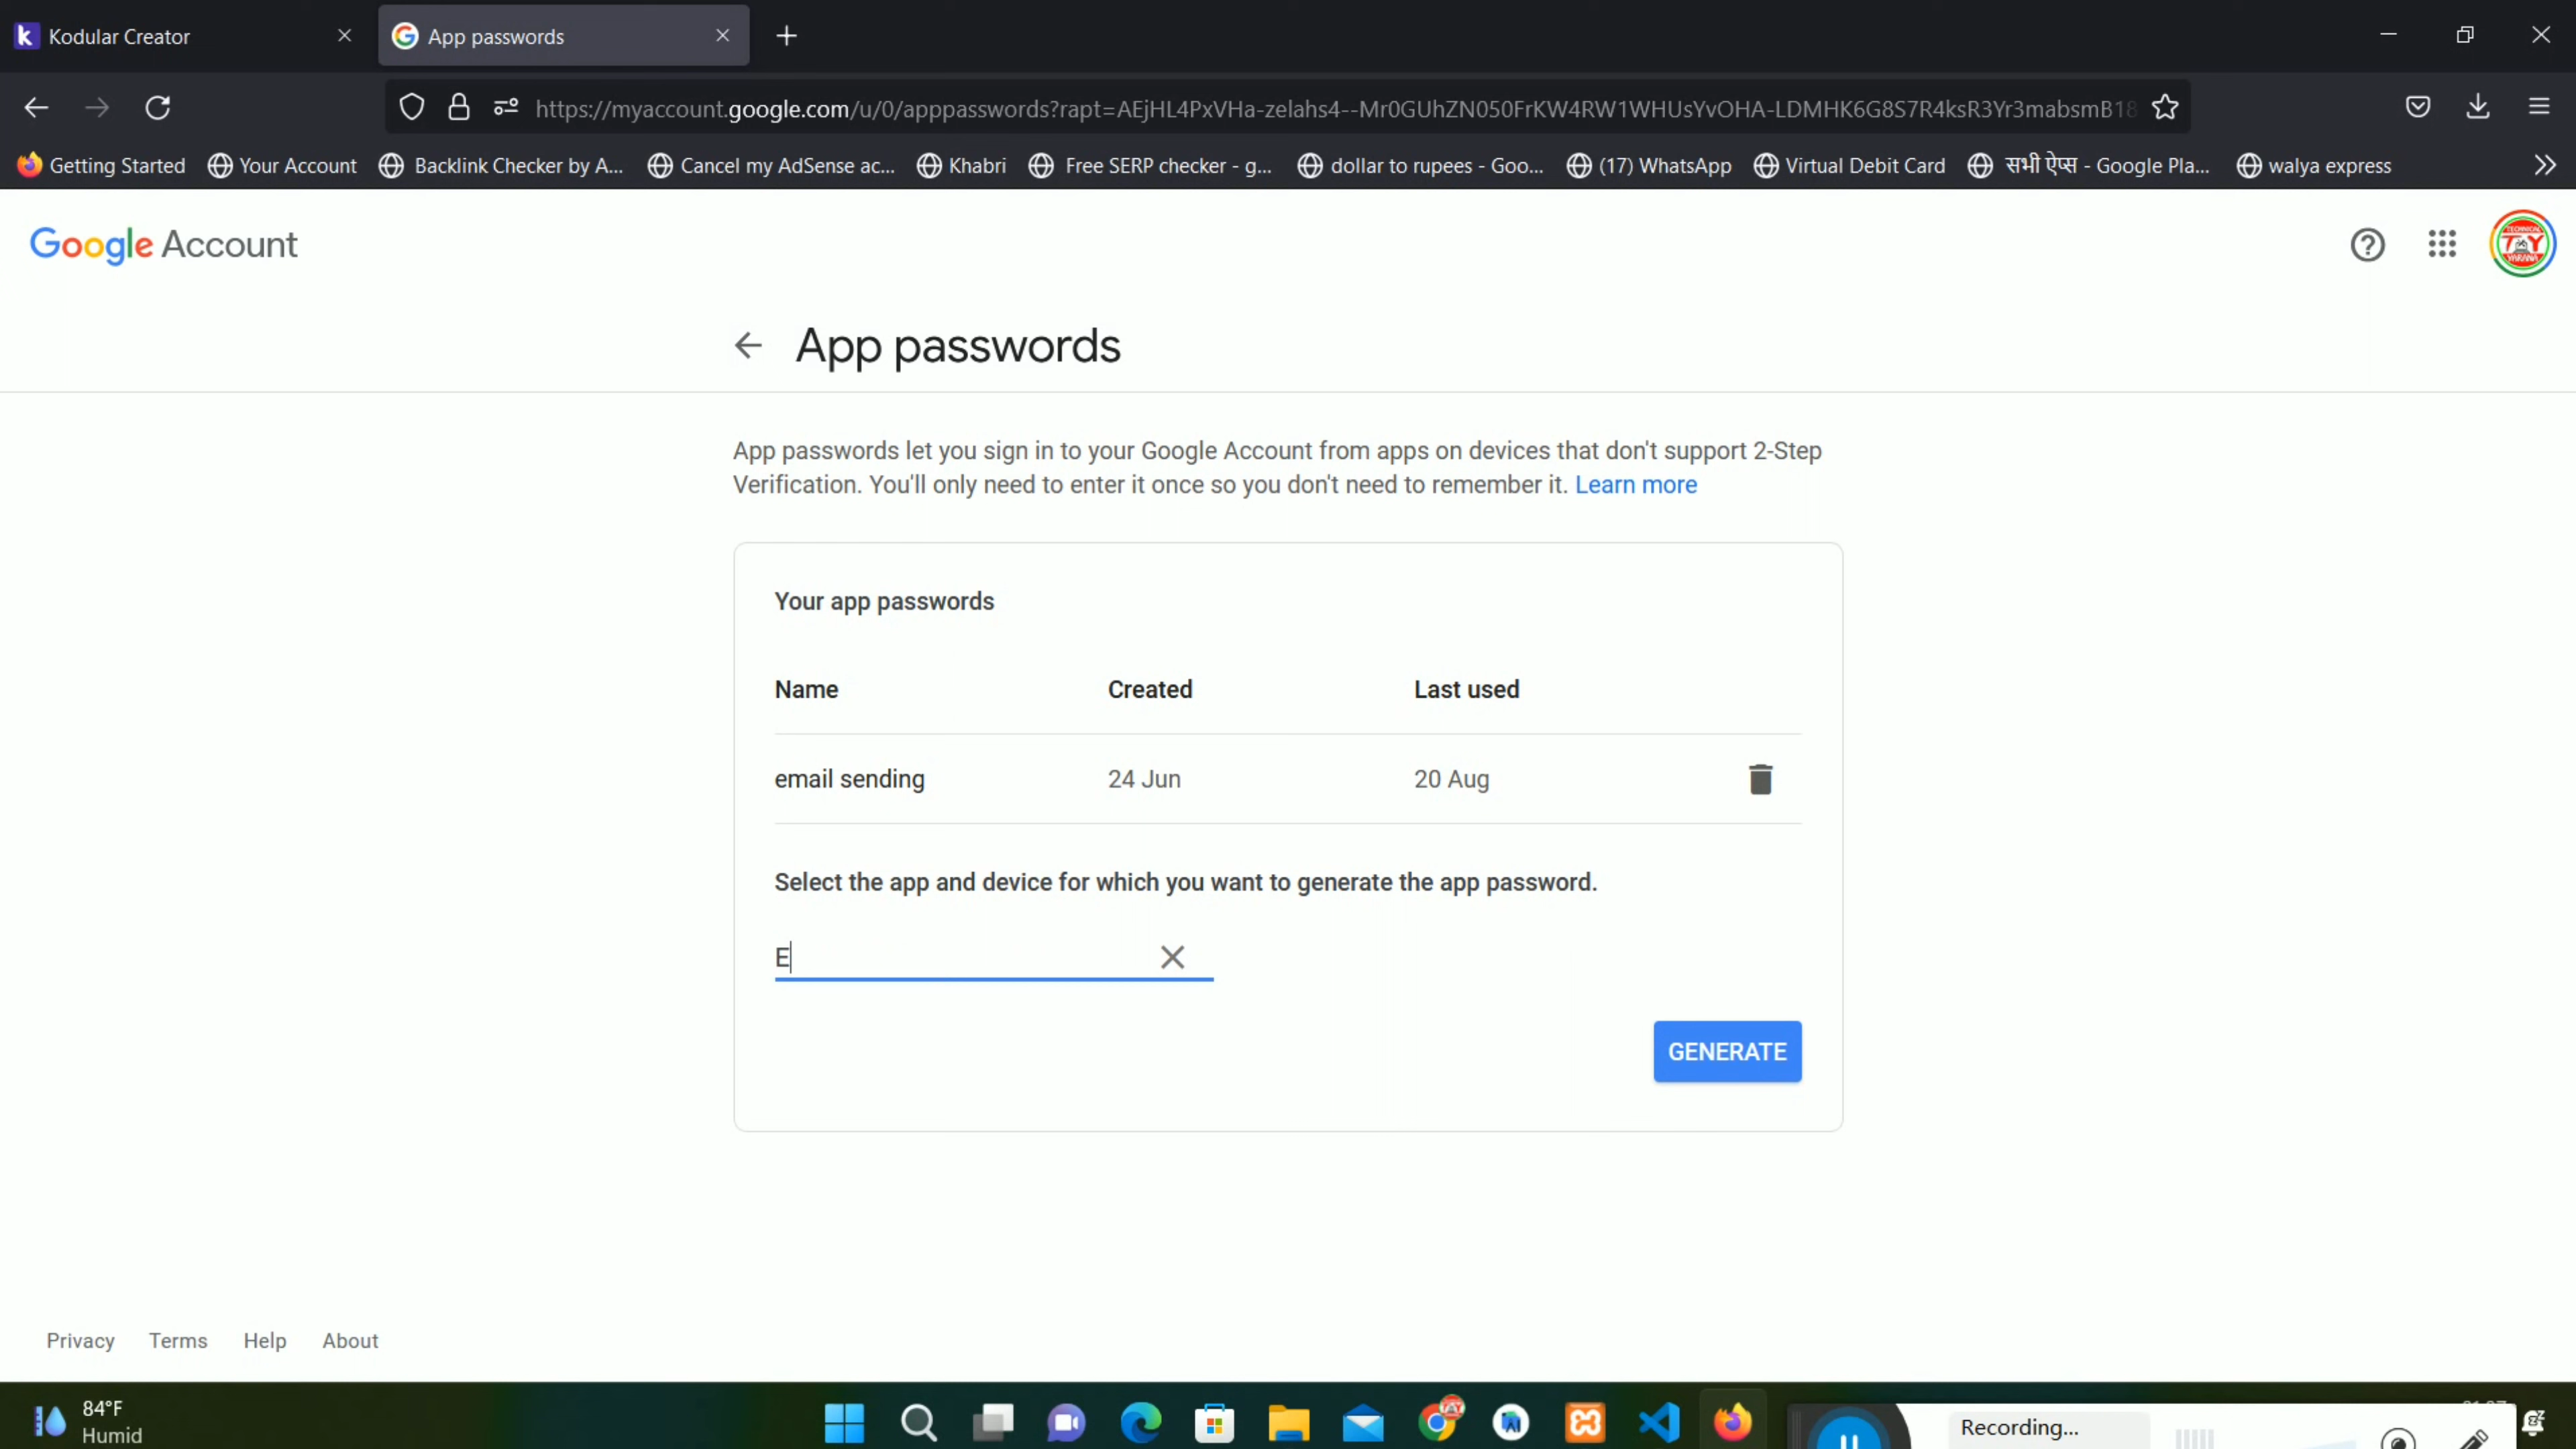 Kodular Creator
App passwords
https://myaccount.google.com/u/0/apppasswords?rapt=AEjHL4PxVHa-zelahs4--Mr0GUhZN050FrKW4RW1WHUsYvOHA-LDMHK6G8S7R4ksR3Yr3mabsmB18
Getting Started Your Account Backlink Checker by A... Cancel my AdSense ac... Khabri Free SERP checker - g... dollar to rupees - Goo... (17) WhatsApp Virtual Debit Card सभी ऐप्स - Google Pla... walya express
Google Account
App passwords
App passwords let you sign in to your Google Account from apps on devices that don't support 2-Step
Verification. You'll only need to enter it once so you don't need to remember it. Learn more
Your app passwords
Name Created Last used
email sending 24 Jun 20 Aug
Select the app and device for which you want to generate the app password.
E
GENERATE
Privacy Terms Help About
84°F
Humid
Recording...